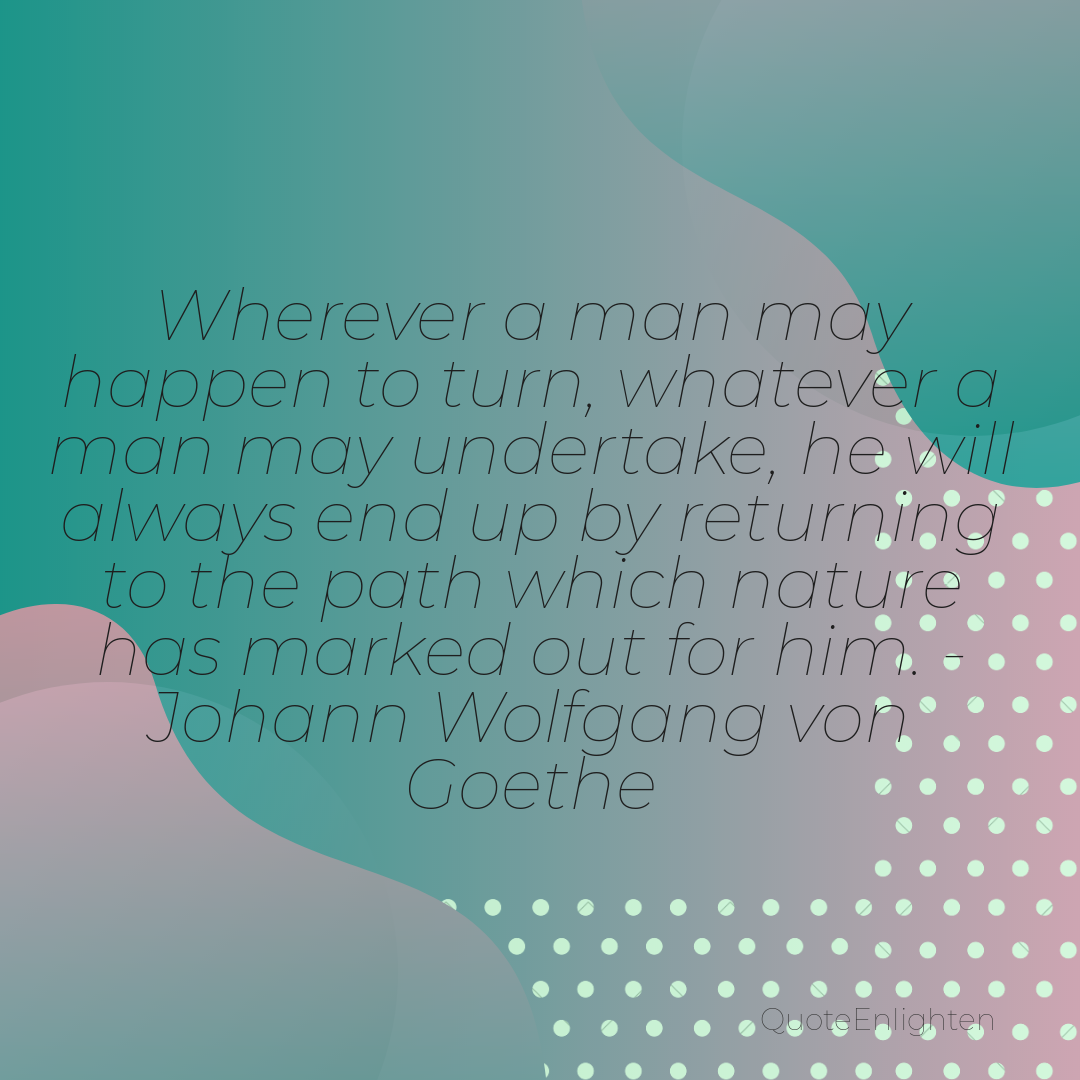 Wherever a man may
happen to turn, whatever a
man may undertake, he will
always end up by returning
to the path which nature
has marked out for him. -
Johann Wolfgang von
Goethe
QuoteEnlighten